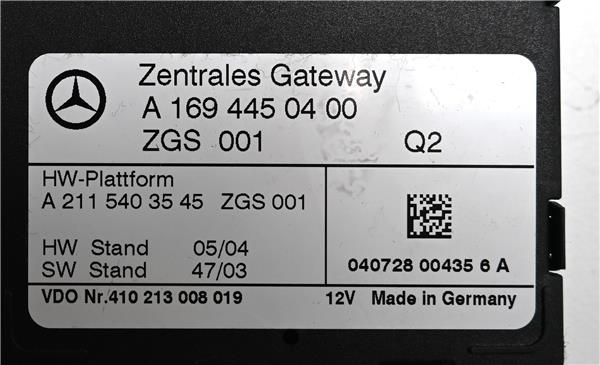 Zentrales Gateway
A 169 445 04 00
ZGS 001 Q2
HW-Plattform
A 211 540 35 45 ZGS 001
HW Stand 05/04
SW Stand 47/03
040728 00435 6 A
VDO Nr.410 213 008 019 12V Made in Germany